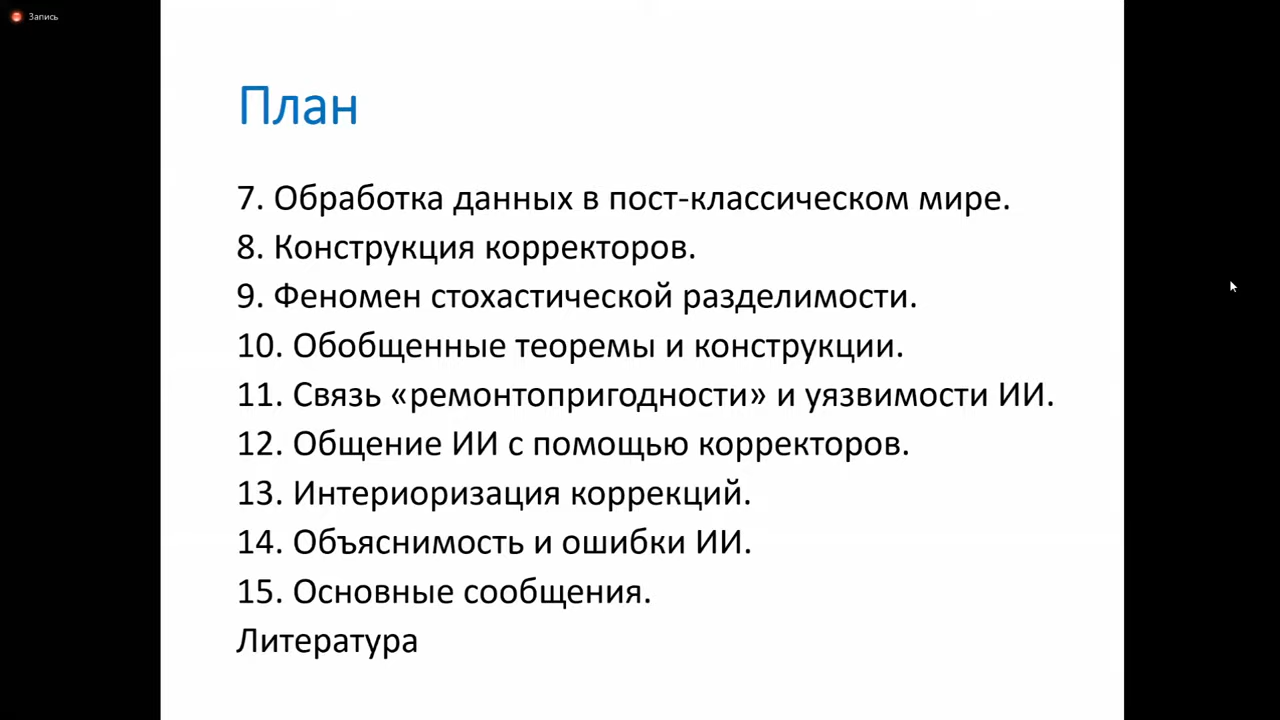 Запись
План
7. Обработка данных в пост-классическом мире.
8. Конструкция корректоров.
9. Феномен стохастической разделимости.
10. Обобщенные теоремы и конструкции.
11. Связь «ремонтопригодности» и уязвимости ИИ.
12. Общение ИИ с помощью корректоров.
13. Интериоризация коррекций.
14. Объяснимость и ошибки ИИ.
15. Основные сообщения.
Литература